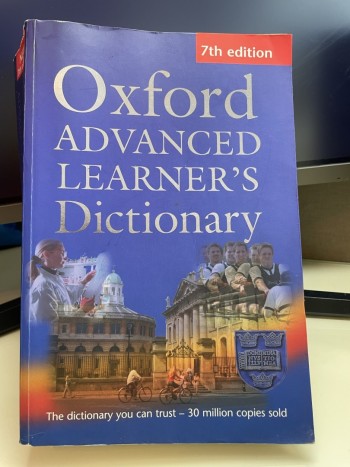 7th edition
Oxford
ADVANCED
LEARNER'S
Dictionary
The dictionary you can trust – 30 million copies sold